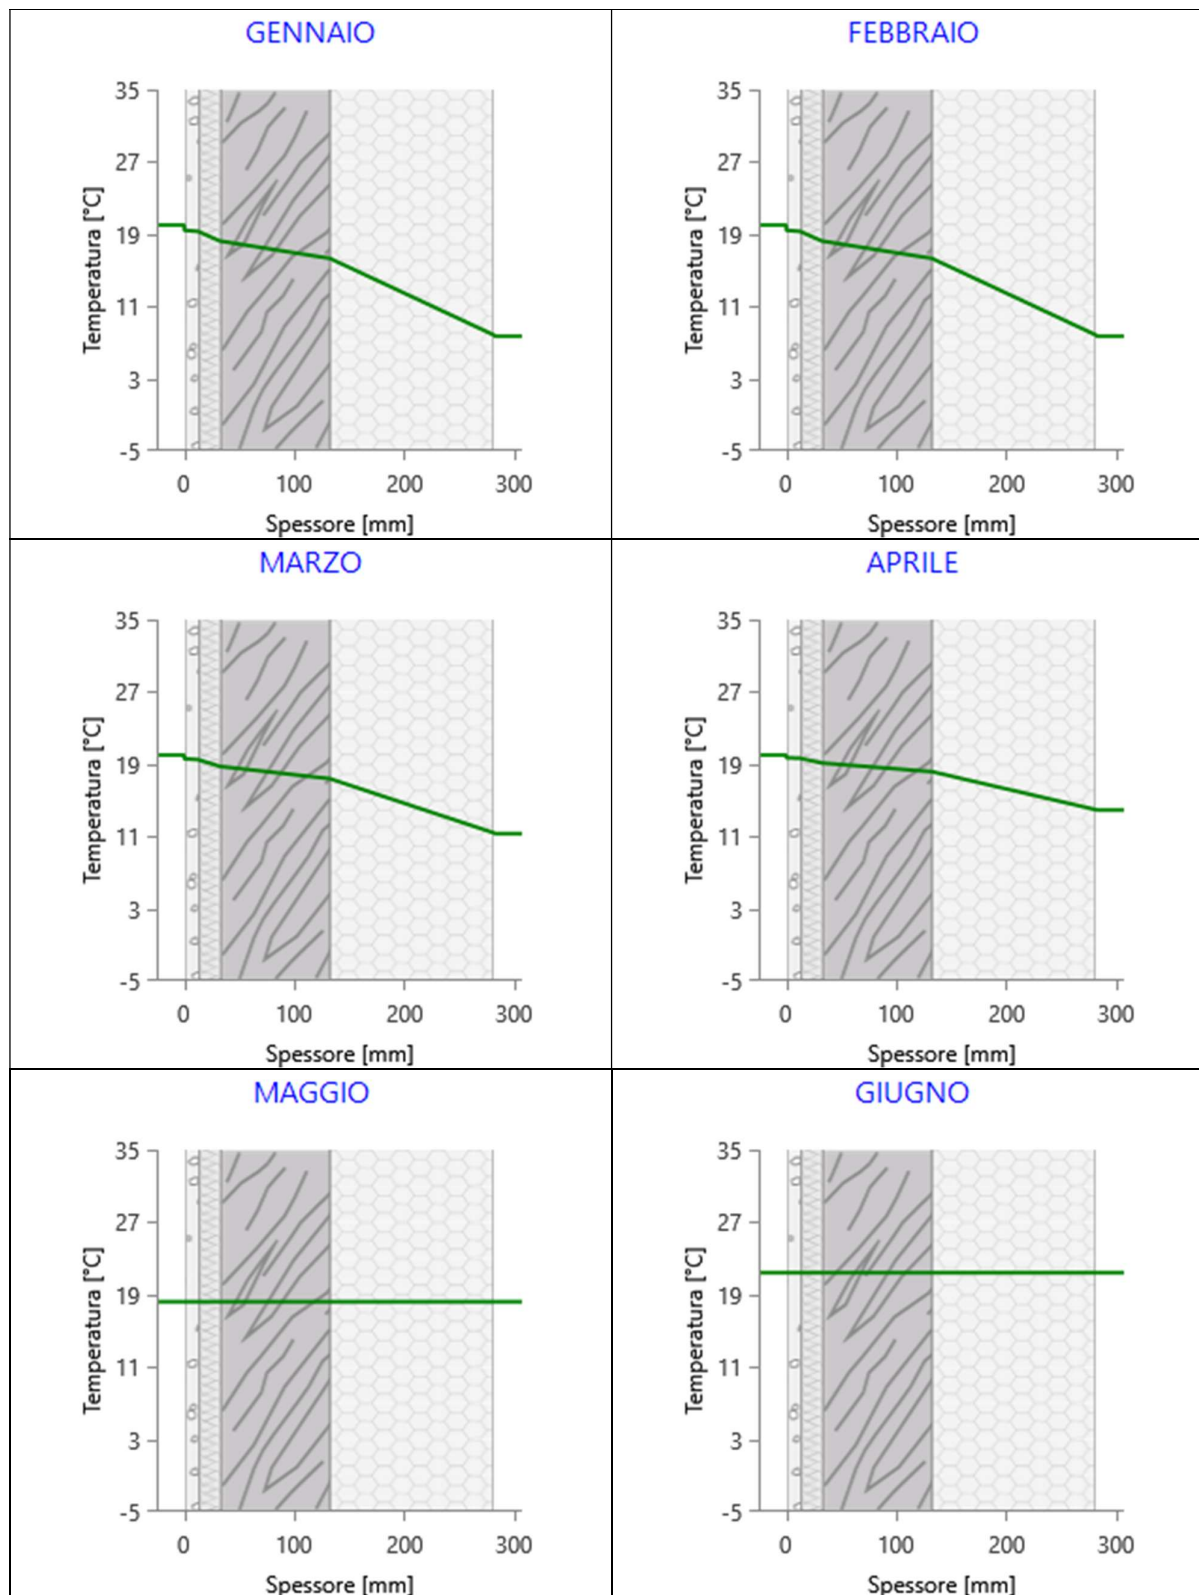 GENNAIO
35
27
19
11
3
-5
Temperatura [°C]
0 100 200 300
Spessore [mm]
FEBBRAIO
35
27
19
11
3
-5
Temperatura [°C]
0 100 200 300
Spessore [mm]
MARZO
35
27
19
11
3
-5
Temperatura [°C]
0 100 200 300
Spessore [mm]
APRILE
35
27
19
11
3
-5
Temperatura [°C]
0 100 200 300
Spessore [mm]
MAGGIO
35
27
19
11
3
-5
Temperatura [°C]
0 100 200 300
Spessore [mm]
GIUGNO
35
27
19
11
3
-5
Temperatura [°C]
0 100 200 300
Spessore [mm]